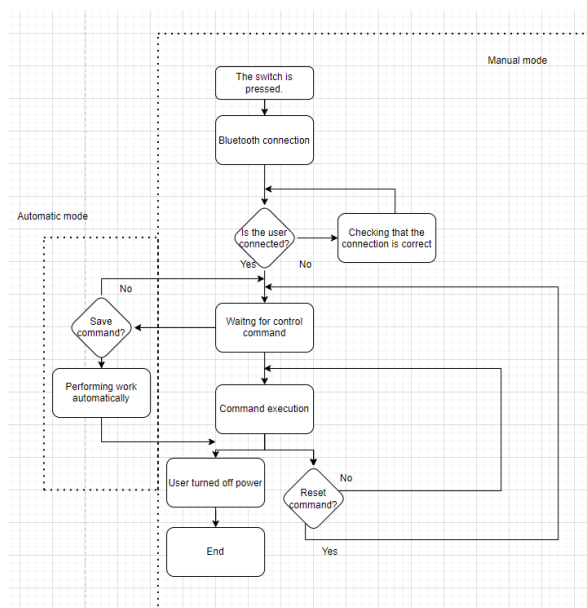 Manual mode
The switch is
pressed.
Bluetooth connection
Automatic mode
Is the user
connected?
Checking that the
connection is correct
Yes
No
No
Save
command?
Waitng for control
command
Performing work
automatically
Command execution
User turned off power
Reset
command?
No
End
Yes